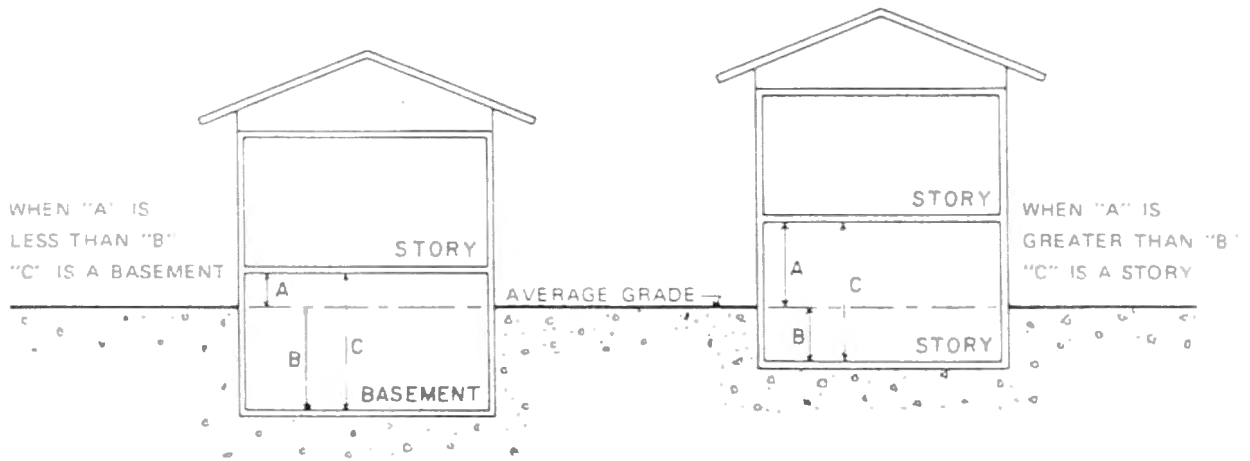 WHEN "A" IS
LESS THAN "B"
"C" IS A BASEMENT
STORY
A
B
C
BASEMENT
AVERAGE GRADE
STORY
A
C
B
STORY
WHEN "A" IS
GREATER THAN "B"
"C" IS A STORY